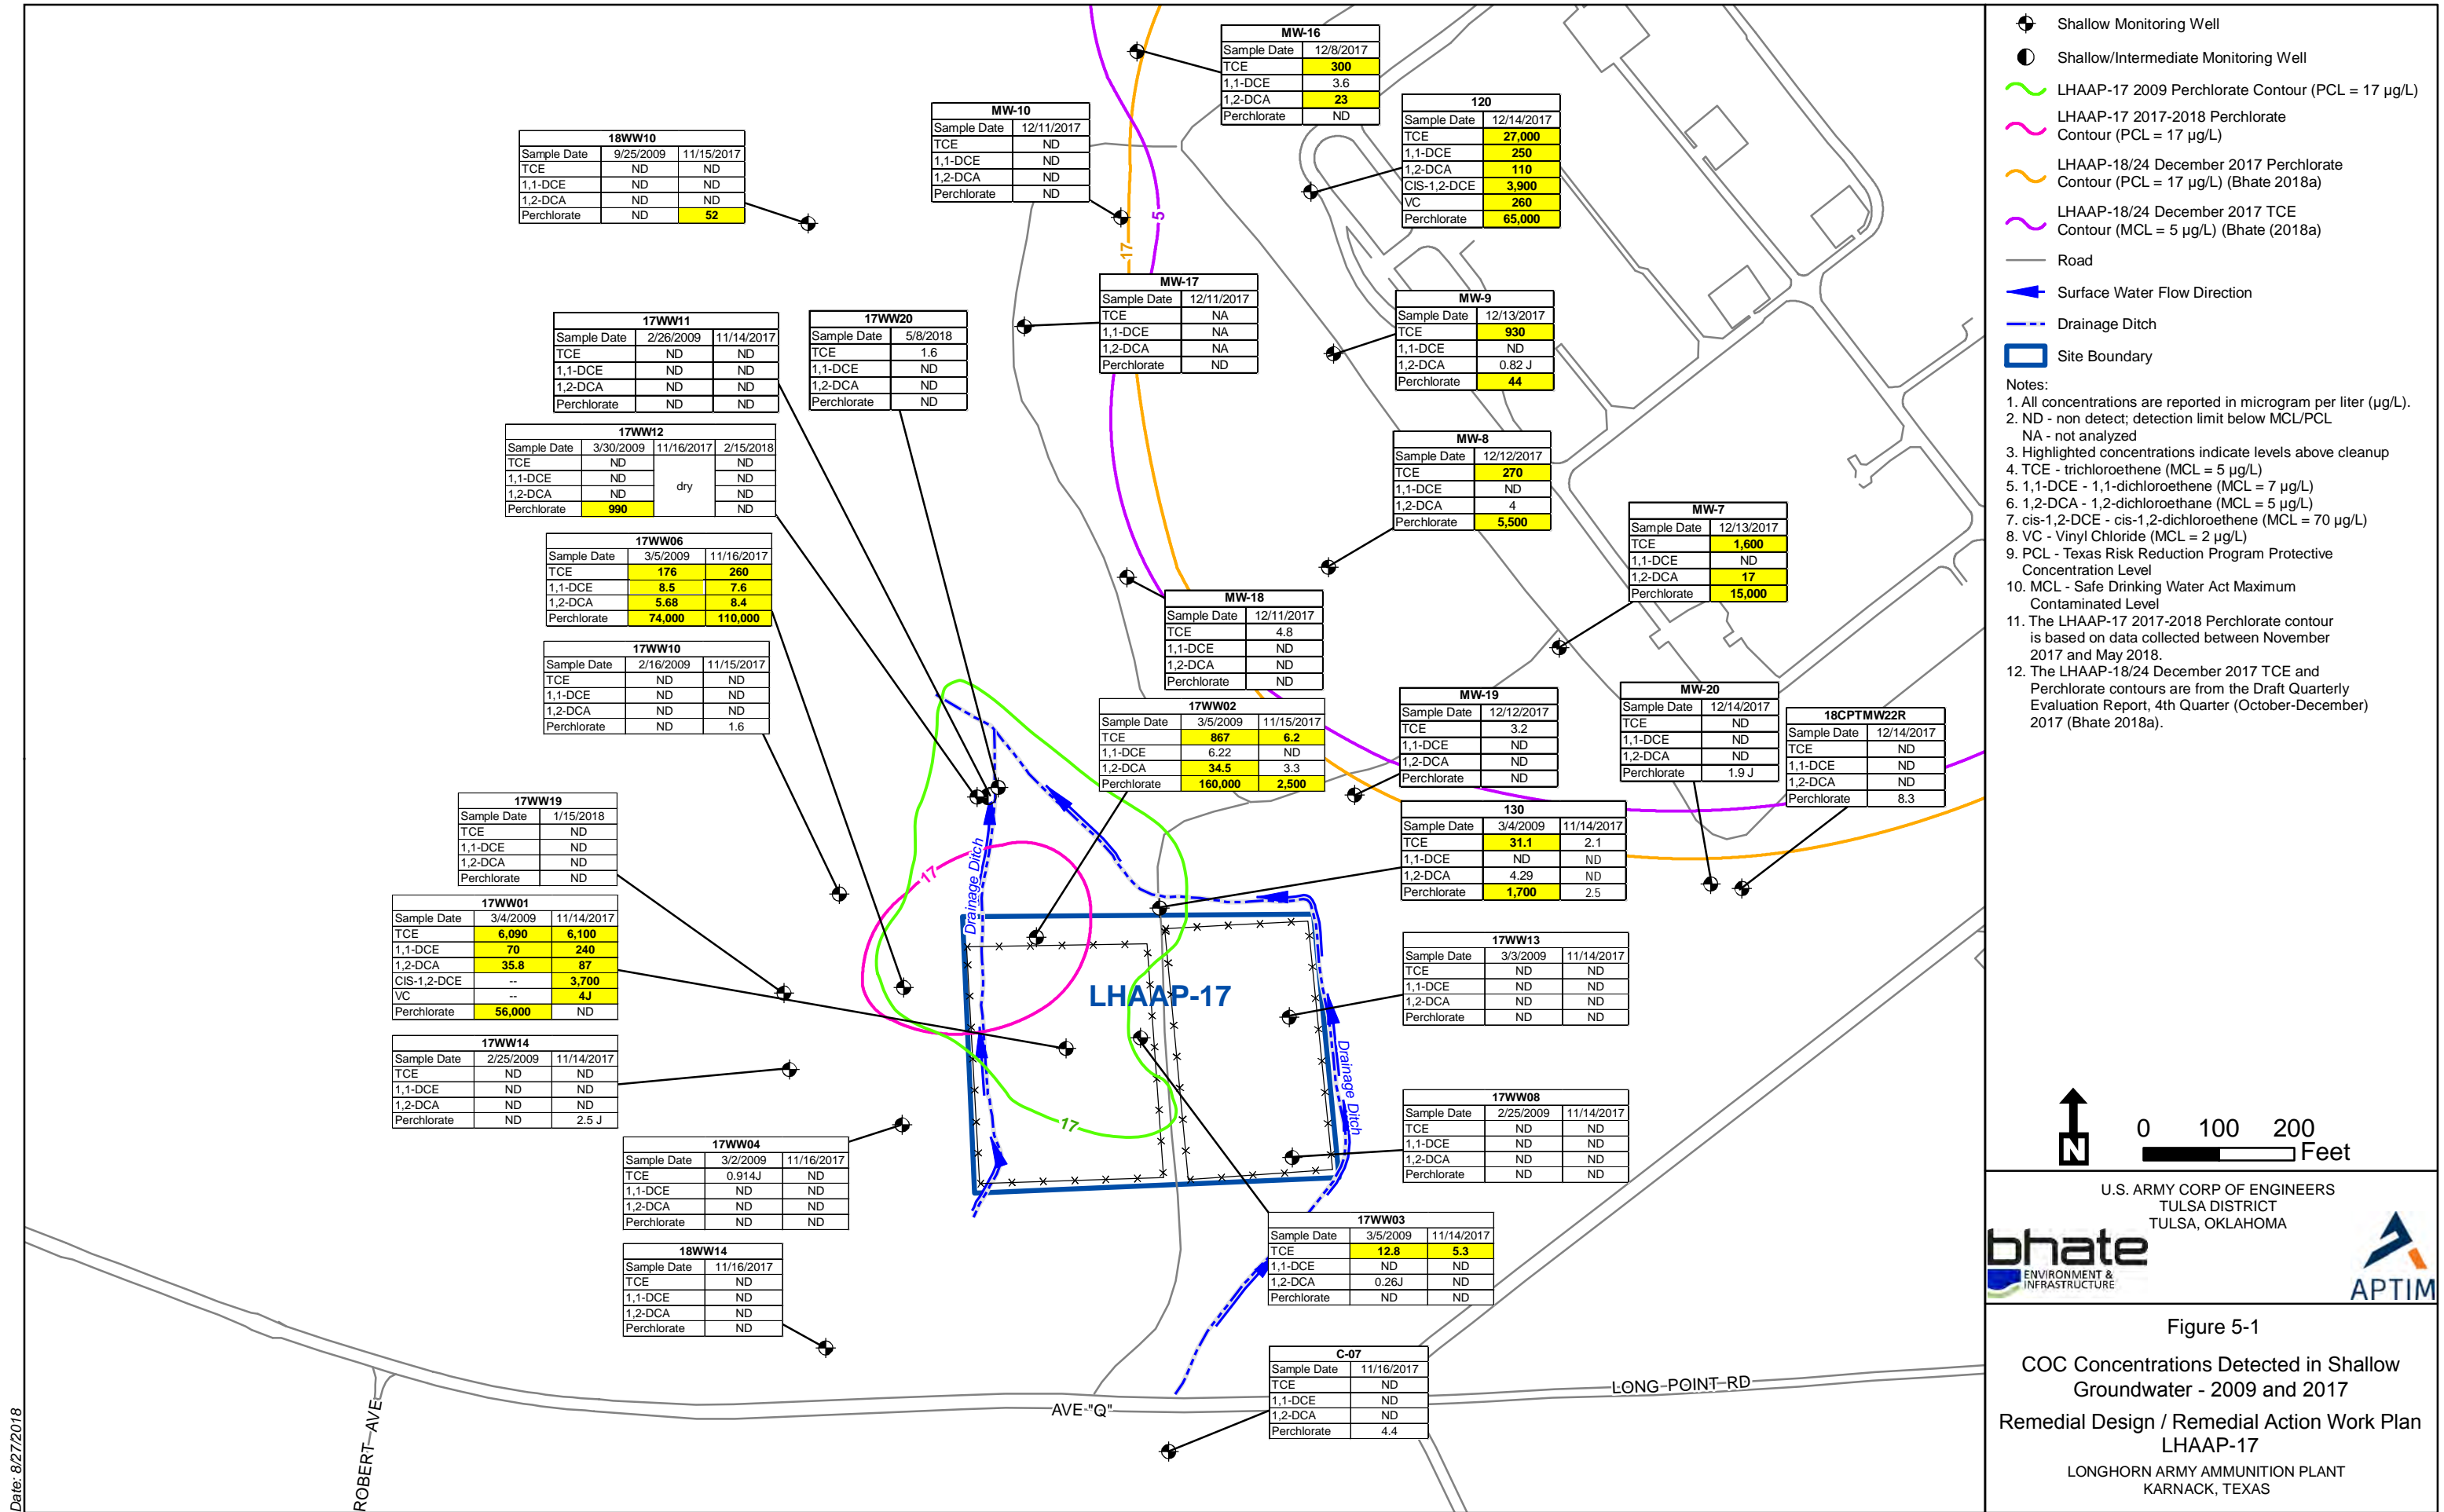 MW-16
Sample Date 12/8/2017
TCE 300
1,1-DCE 3.6
1,2-DCA 23
Perchlorate ND
MW-10
Sample Date 12/11/2017
TCE ND
1,1-DCE ND
1,2-DCA ND
Perchlorate ND
120
Sample Date 12/14/2017
TCE 27,000
1,1-DCE 250
1,2-DCA 110
CIS-1,2-DCE 3,900
VC 260
Perchlorate 65,000
18WW10
Sample Date 9/25/2009 11/15/2017
TCE ND ND
1,1-DCE ND ND
1,2-DCA ND ND
Perchlorate ND 52
5
17
MW-17
Sample Date 12/11/2017
TCE NA
1,1-DCE NA
1,2-DCA NA
Perchlorate ND
MW-9
Sample Date 12/13/2017
TCE 930
1,1-DCE ND
1,2-DCA 0.82 J
Perchlorate 44
17WW11
Sample Date 2/26/2009 11/14/2017
TCE ND ND
1,1-DCE ND ND
1,2-DCA ND ND
Perchlorate ND ND
17WW20
Sample Date 5/8/2018
TCE 1.6
1,1-DCE ND
1,2-DCA ND
Perchlorate ND
17WW12
Sample Date 3/30/2009 11/16/2017 2/15/2018
TCE ND ND
1,1-DCE ND ND
dry
1,2-DCA ND ND
Perchlorate 990 ND
MW-8
Sample Date 12/12/2017
TCE 270
1,1-DCE ND
1,2-DCA 4
Perchlorate 5,500
MW-7
Sample Date 12/13/2017
TCE 1,600
1,1-DCE ND
1,2-DCA 17
Perchlorate 15,000
17WW06
Sample Date 3/5/2009 11/16/2017
TCE 176 260
1,1-DCE 8.5 7.6
1,2-DCA 5.68 8.4
Perchlorate 74,000 110,000
MW-18
Sample Date 12/11/2017
TCE 4.8
1,1-DCE ND
1,2-DCA ND
Perchlorate ND
17WW10
Sample Date 2/16/2009 11/15/2017
TCE ND ND
1,1-DCE ND ND
1,2-DCA ND ND
Perchlorate ND 1.6
17WW02
Sample Date 3/5/2009 11/15/2017
TCE 867 6.2
1,1-DCE 6.22 ND
1,2-DCA 34.5 3.3
Perchlorate 160,000 2,500
MW-19
Sample Date 12/12/2017
TCE 3.2
1,1-DCE ND
1,2-DCA ND
Perchlorate ND
MW-20
Sample Date 12/14/2017
TCE ND
1,1-DCE ND
1,2-DCA ND
Perchlorate 1.9 J
18CPTMW22R
Sample Date 12/14/2017
TCE ND
1,1-DCE ND
1,2-DCA ND
Perchlorate 8.3
17WW19
Sample Date 1/15/2018
TCE ND
1,1-DCE ND
1,2-DCA ND
Perchlorate ND
130
Sample Date 3/4/2009 11/14/2017
TCE 31.1 2.1
1,1-DCE ND ND
1,2-DCA 4.29 ND
Perchlorate 1,700 2.5
17
Drainage Ditch
17WW01
Sample Date 3/4/2009 11/14/2017
TCE 6,090 6,100
1,1-DCE 70 240
1,2-DCA 35.8 87
CIS-1,2-DCE -- 3,700
VC -- 4J
Perchlorate 56,000 ND
LHAAP-17
17WW13
Sample Date 3/3/2009 11/14/2017
TCE ND ND
1,1-DCE ND ND
1,2-DCA ND ND
Perchlorate ND ND
17WW14
Sample Date 2/25/2009 11/14/2017
TCE ND ND
1,1-DCE ND ND
1,2-DCA ND ND
Perchlorate ND 2.5 J
Drainage Ditch
17
17WW08
Sample Date 2/25/2009 11/14/2017
TCE ND ND
1,1-DCE ND ND
1,2-DCA ND ND
Perchlorate ND ND
17WW04
Sample Date 3/2/2009 11/16/2017
TCE 0.914J ND
1,1-DCE ND ND
1,2-DCA ND ND
Perchlorate ND ND
17WW03
Sample Date 3/5/2009 11/14/2017
TCE 12.8 5.3
1,1-DCE ND ND
1,2-DCA 0.26J ND
Perchlorate ND ND
18WW14
Sample Date 11/16/2017
TCE ND
1,1-DCE ND
1,2-DCA ND
Perchlorate ND
C-07
Sample Date 11/16/2017
TCE ND
1,1-DCE ND
1,2-DCA ND
Perchlorate 4.4
LONG POINT RD
AVE "Q"
ROBERT AVE
Date: 8/27/2018
Shallow Monitoring Well
Shallow/Intermediate Monitoring Well
LHAAP-17 2009 Perchlorate Contour (PCL = 17 µg/L)
LHAAP-17 2017-2018 Perchlorate
Contour (PCL = 17 µg/L)
LHAAP-18/24 December 2017 Perchlorate
Contour (PCL = 17 µg/L) (Bhate 2018a)
LHAAP-18/24 December 2017 TCE
Contour (MCL = 5 µg/L) (Bhate (2018a)
Road
Surface Water Flow Direction
Drainage Ditch
Site Boundary
Notes:
1. All concentrations are reported in microgram per liter (µg/L).
2. ND - non detect; detection limit below MCL/PCL
NA - not analyzed
3. Highlighted concentrations indicate levels above cleanup
4. TCE - trichloroethene (MCL = 5 µg/L)
5. 1,1-DCE - 1,1-dichloroethene (MCL = 7 µg/L)
6. 1,2-DCA - 1,2-dichloroethane (MCL = 5 µg/L)
7. cis-1,2-DCE - cis-1,2-dichloroethene (MCL = 70 µg/L)
8. VC - Vinyl Chloride (MCL = 2 µg/L)
9. PCL - Texas Risk Reduction Program Protective
Concentration Level
10. MCL - Safe Drinking Water Act Maximum
Contaminated Level
11. The LHAAP-17 2017-2018 Perchlorate contour
is based on data collected between November
2017 and May 2018.
12. The LHAAP-18/24 December 2017 TCE and
Perchlorate contours are from the Draft Quarterly
Evaluation Report, 4th Quarter (October-December)
2017 (Bhate 2018a).
N
0 100 200
Feet
U.S. ARMY CORP OF ENGINEERS
TULSA DISTRICT
TULSA, OKLAHOMA
bhate
ENVIRONMENT &
INFRASTRUCTURE
APTIM
Figure 5-1
COC Concentrations Detected in Shallow
Groundwater - 2009 and 2017
Remedial Design / Remedial Action Work Plan
LHAAP-17
LONGHORN ARMY AMMUNITION PLANT
KARNACK, TEXAS